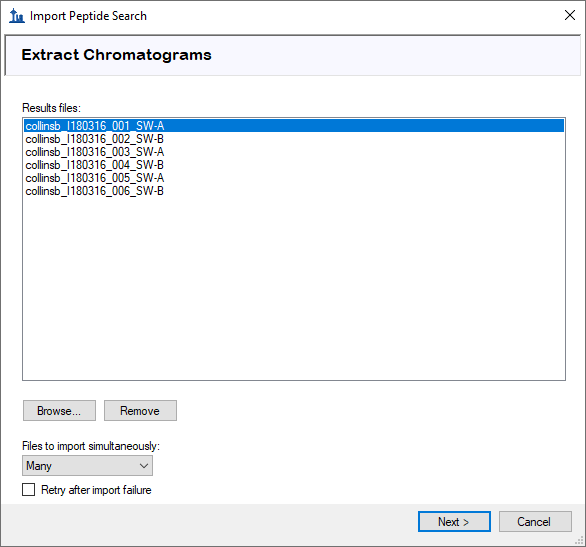 Import Peptide Search
Extract Chromatograms
Results files:
collinsb_I180316_001_SW-A
collinsb_I180316_002_SW-B
collinsb_I180316_003_SW-A
collinsb_I180316_004_SW-B
collinsb_I180316_005_SW-A
collinsb_I180316_006_SW-B
Browse... Remove
Files to import simultaneously:
Many
Retry after import failure
Next > Cancel